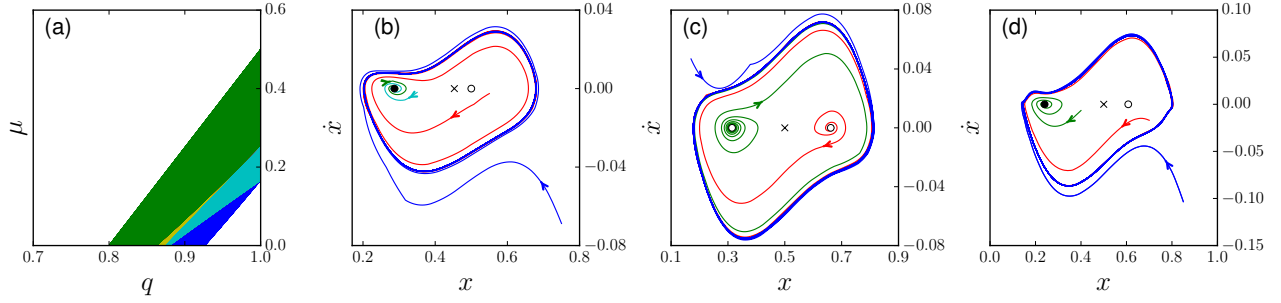 (a)
0.6
0.4
0.2
0.0
μ
0.7 0.8 0.9 1.0
q
(b)
0.04
0.00
−0.04
−0.08
ẋ
0.2 0.4 0.6 0.8
x
(c)
0.08
0.04
0.00
−0.04
−0.08
ẋ
0.1 0.3 0.5 0.7 0.9
x
(d)
0.10
0.05
0.00
−0.05
−0.10
−0.15
ẋ
0.0 0.2 0.4 0.6 0.8 1.0
x